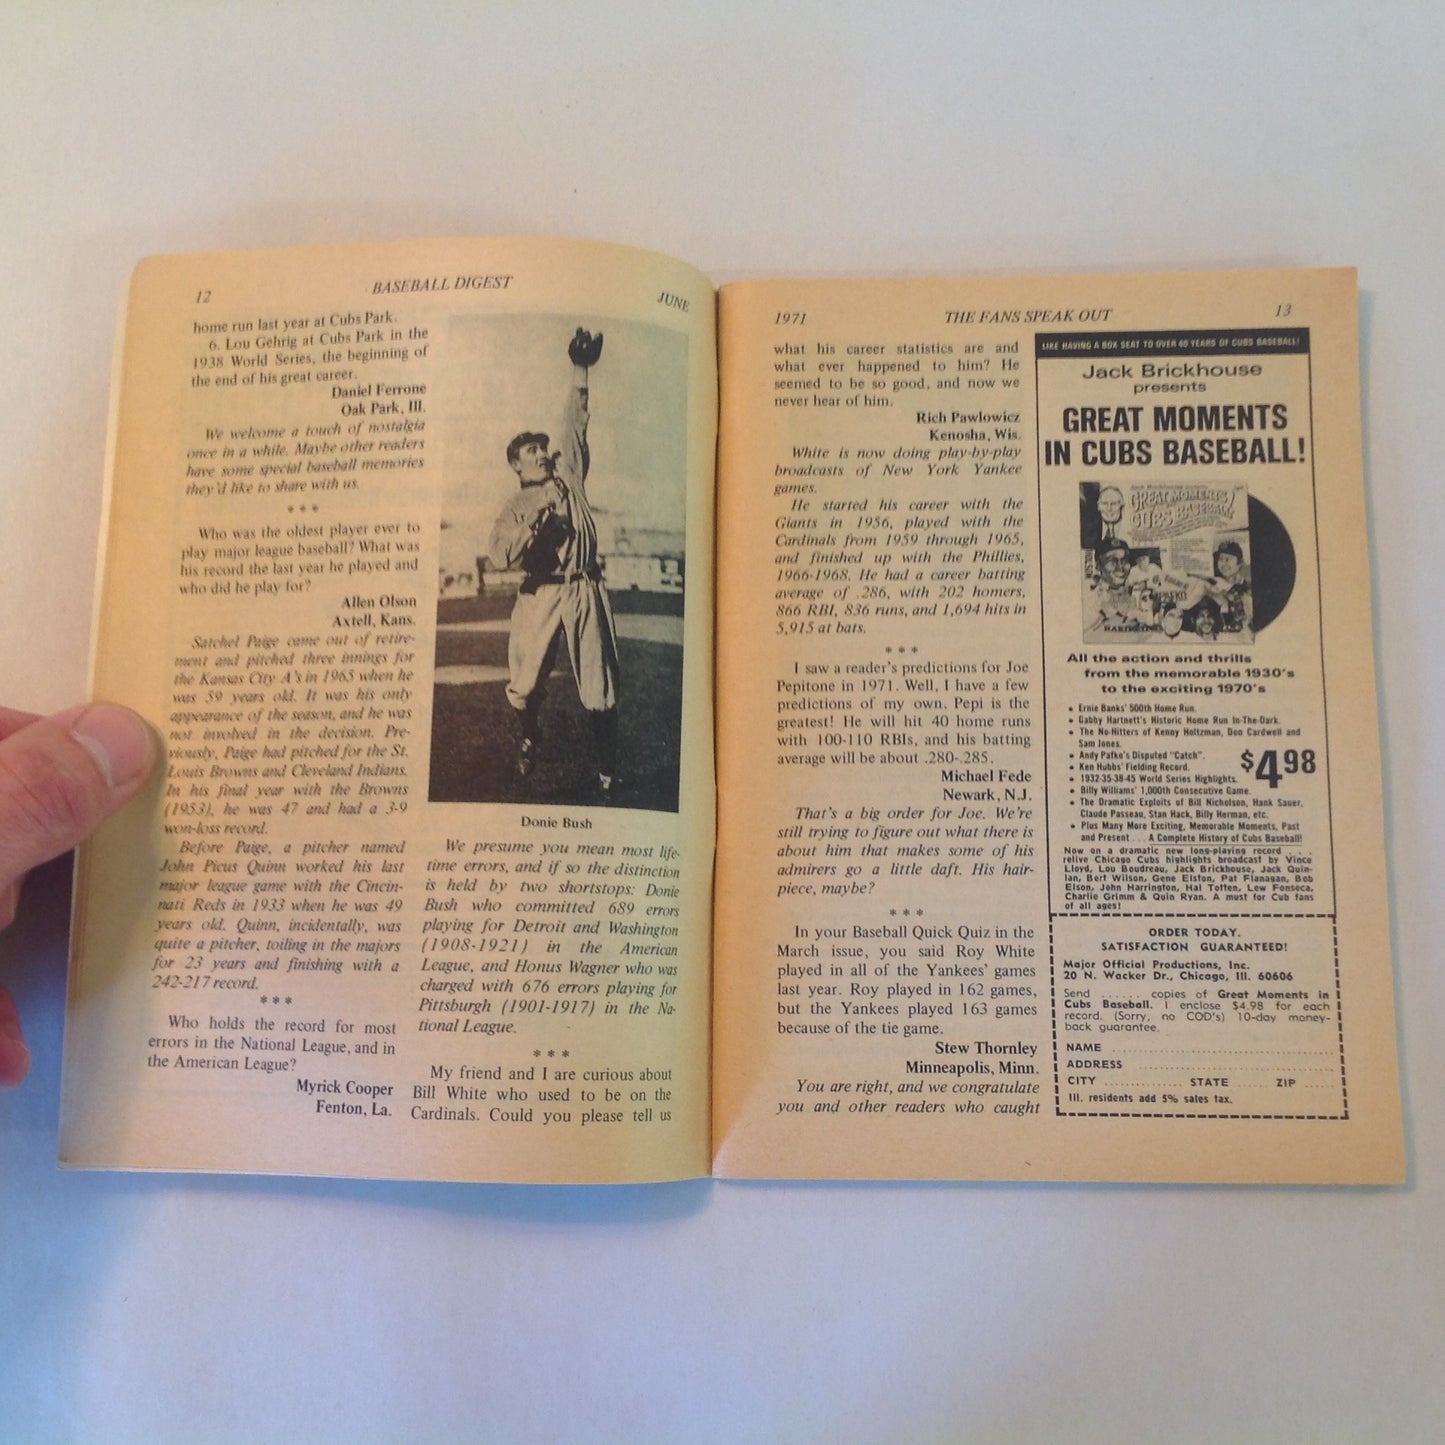 12
BASEBALL DIGEST
JUNE
home run last year at Cubs Park.
6. Lou Gehrig at Cubs Park in the
1938 World Series, the beginning of
the end of his great career.
Daniel Ferrone
Oak Park, Ill.
We welcome a touch of nostalgia
once in a while. Maybe other readers
have some special baseball memories
they'd like to share with us.
* * *
Who was the oldest player ever to
play major league baseball? What was
his record the last year he played and
who did he play for?
Allen Olson
Axtell, Kans.
Satchel Paige came out of retire-
ment and pitched three innings for
the Kansas City A's in 1965 when he
was 59 years old. It was his only
appearance of the season, and he was
not involved in the decision. Pre-
viously, Paige had pitched for the St.
Louis Browns and Cleveland Indians.
In his final year with the Browns
(1953), he was 47 and had a 3-9
won-loss record.
Before Paige, a pitcher named
John Picus Quinn worked his last
major league game with the Cincin-
nati Reds in 1933 when he was 49
years old. Quinn, incidentally, was
quite a pitcher, toiling in the majors
for 23 years and finishing with a
242-217 record.
* * *
Who holds the record for most
errors in the National League, and in
the American League?
Myrick Cooper
Fenton, La.
Donie Bush
We presume you mean most life-
time errors, and if so the distinction
is held by two shortstops: Donie
Bush who committed 689 errors
playing for Detroit and Washington
(1908-1921) in the American
League, and Honus Wagner who was
charged with 676 errors playing for
Pittsburgh (1901-1917) in the Na-
tional League.
* * *
My friend and I are curious about
Bill White who used to be on the
Cardinals. Could you please tell us
1971
THE FANS SPEAK OUT
13
what his career statistics are and
what ever happened to him? He
seemed to be so good, and now we
never hear of him.
Rich Pawlowicz
Kenosha, Wis.
White is now doing play-by-play
broadcasts of New York Yankee
games.
He started his career with the
Giants in 1956, played with the
Cardinals from 1959 through 1965,
and finished up with the Phillies,
1966-1968. He had a career batting
average of .286, with 202 homers,
866 RBI, 836 runs, and 1,694 hits in
5,915 at bats.
* * *
I saw a reader's predictions for Joe
Pepitone in 1971. Well, I have a few
predictions of my own. Pepi is the
greatest! He will hit 40 home runs
with 100-110 RBIs, and his batting
average will be about .280-.285.
Michael Fede
Newark, N.J.
That's a big order for Joe. We're
still trying to figure out what there is
about him that makes some of his
admirers go a little daft. His hair-
piece, maybe?
* * *
In your Baseball Quick Quiz in the
March issue, you said Roy White
played in all of the Yankees' games
last year. Roy played in 162 games,
but the Yankees played 163 games
because of the tie game.
Stew Thornley
Minneapolis, Minn.
You are right, and we congratulate
you and other readers who caught
LIKE HAVING A BOX SEAT TO OVER 40 YEARS OF CUBS BASEBALL!
Jack Brickhouse
presents
GREAT MOMENTS
IN CUBS BASEBALL!
GREAT MOMENTS
CUBS BASEBALL!
All the action and thrills
from the memorable 1930's
to the exciting 1970's
• Ernie Banks' 500th Home Run.
• Gabby Hartnett's Historic Home Run In-The-Dark.
• The No-Hitters of Kenny Holtzman, Don Cardwell and
Sam Jones.
• Andy Pafko's Disputed "Catch".
• Ken Hubbs' Fielding Record.
• 1932-35-38-45 World Series Highlights.
• Billy Williams' 1,000th Consecutive Game.
$4.98
• The Dramatic Exploits of Bill Nicholson, Hank Sauer,
Claude Passeau, Stan Hack, Billy Herman, etc.
• Plus Many More Exciting, Memorable Moments, Past
and Present . . . A Complete History of Cubs Baseball!
Now on a dramatic new long-playing record . . .
relive Chicago Cubs highlights broadcast by Vince
Lloyd, Lou Boudreau, Jack Brickhouse, Jack Quin-
lan, Bert Wilson, Gene Elston, Pat Flanagan, Bob
Elson, John Harrington, Hal Totten, Lew Fonseca,
Charlie Grimm & Quin Ryan. A must for Cub fans
of all ages!
ORDER TODAY.
SATISFACTION GUARANTEED!
Major Official Productions, Inc.
20 N. Wacker Dr., Chicago, Ill. 60606
Send ...... copies of Great Moments in
Cubs Baseball. I enclose $4.98 for each
record. (Sorry, no COD's) 10-day money-
back guarantee.
NAME
ADDRESS
CITY STATE ZIP
Ill. residents add 5% sales tax.